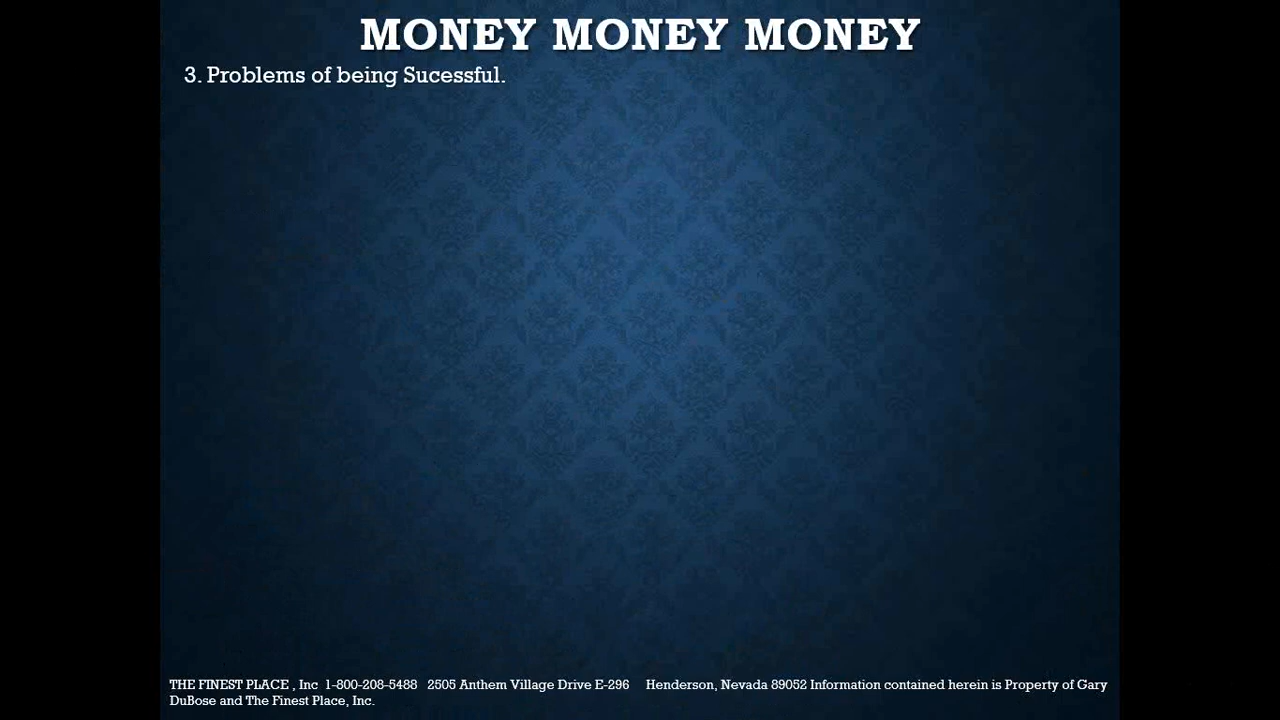 MONEY MONEY MONEY
3. Problems of being Sucessful.
THE FINEST PLACE , Inc 1-800-208-5488 2505 Anthem Village Drive E-296 Henderson, Nevada 89052 Information contained herein is Property of Gary
DuBose and The Finest Place, Inc.